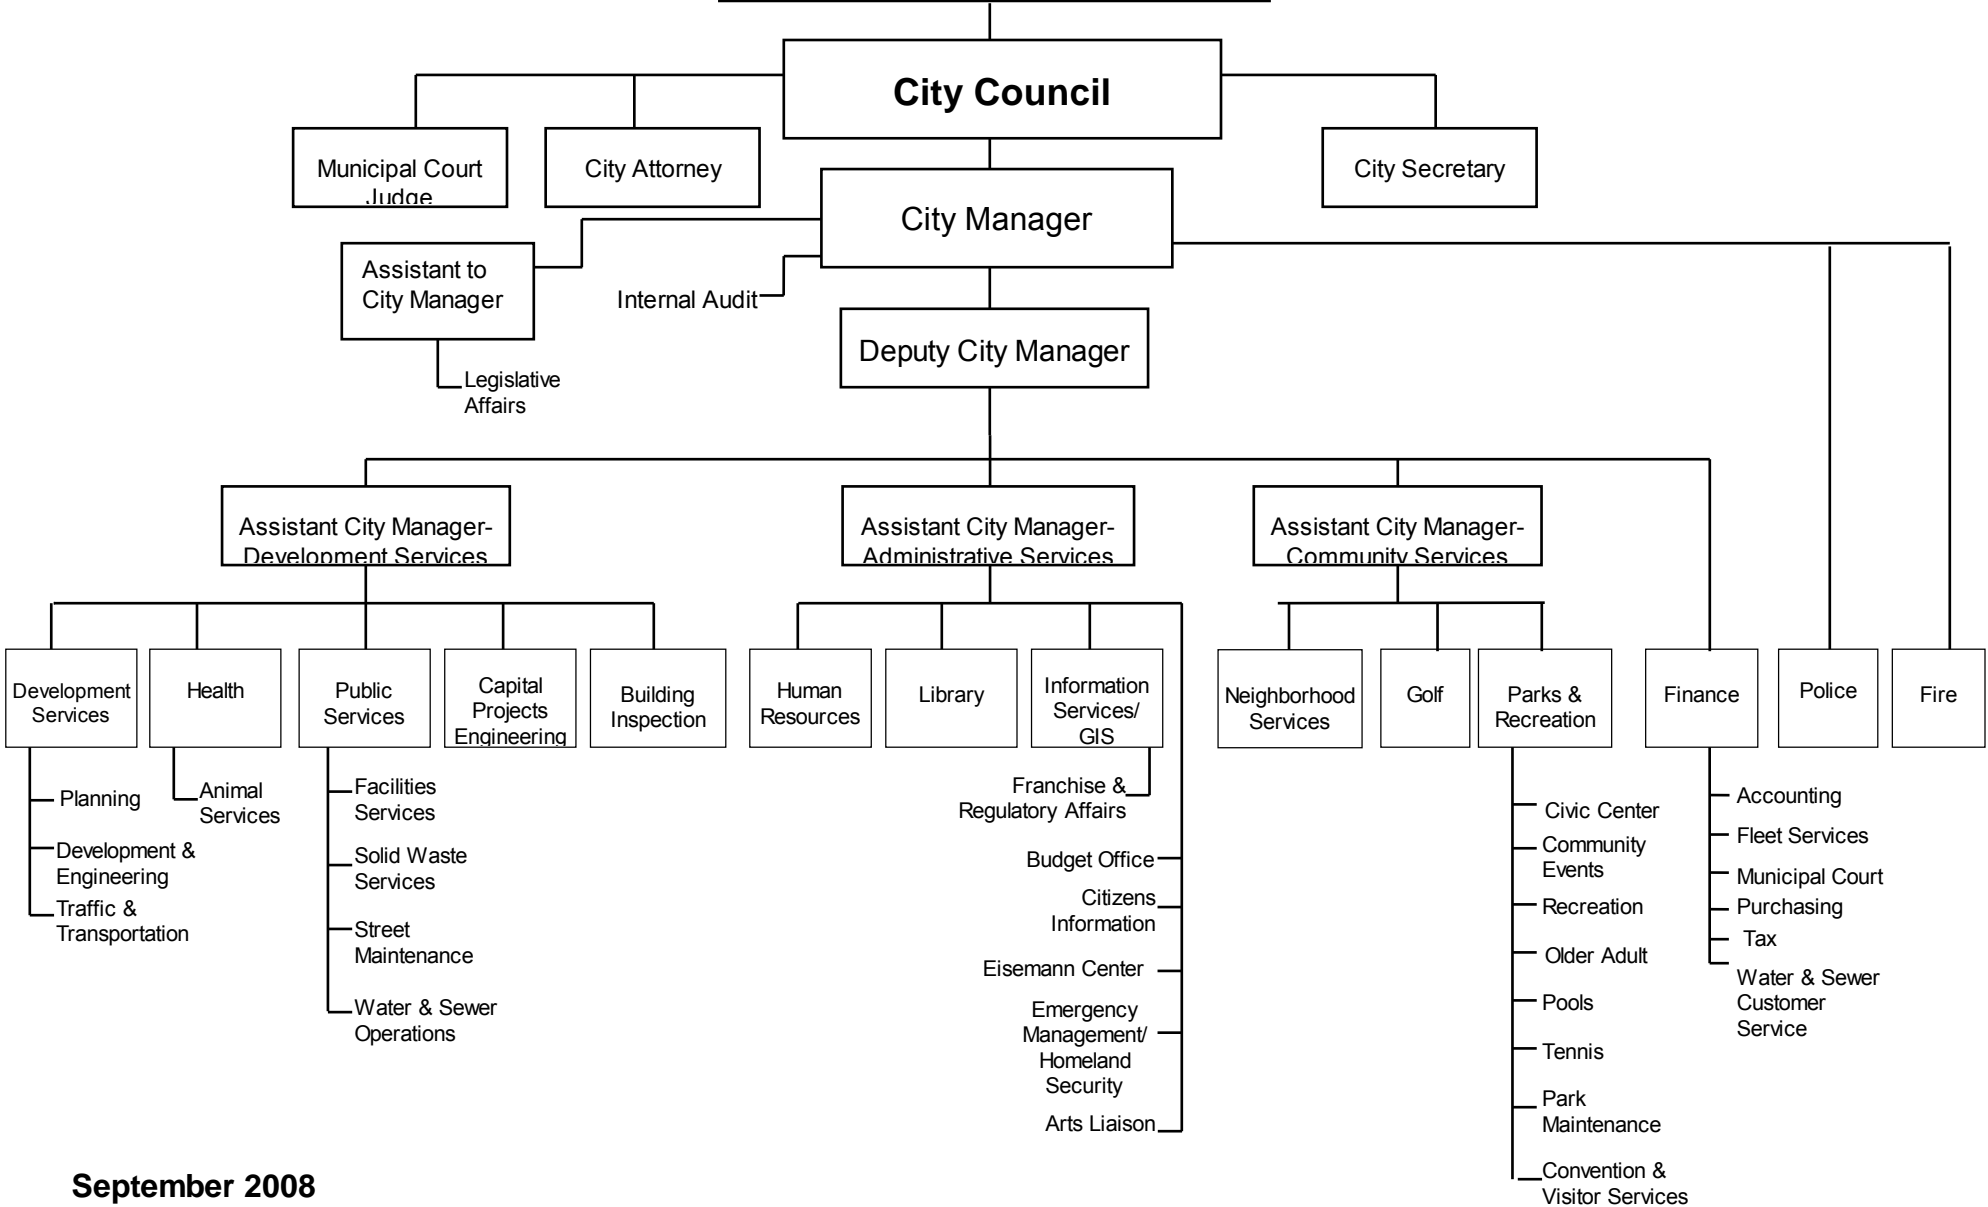 City Council
Municipal Court
Judge
City Attorney
City Secretary
City Manager
Assistant to
City Manager
Internal Audit
Deputy City Manager
Legislative
Affairs
Assistant City Manager-
Development Services
Assistant City Manager-
Administrative Services
Assistant City Manager-
Community Services
Development
Services
Health
Public
Services
Capital
Projects
Engineering
Building
Inspection
Human
Resources
Library
Information
Services/
GIS
Neighborhood
Services
Golf
Parks &
Recreation
Finance
Police
Fire
Planning
Development &
Engineering
Traffic &
Transportation
Animal
Services
Facilities
Services
Solid Waste
Services
Street
Maintenance
Water & Sewer
Operations
Franchise &
Regulatory Affairs
Budget Office
Citizens
Information
Eisemann Center
Emergency
Management/
Homeland
Security
Arts Liaison
Civic Center
Community
Events
Recreation
Older Adult
Pools
Tennis
Park
Maintenance
Convention &
Visitor Services
Accounting
Fleet Services
Municipal Court
Purchasing
Tax
Water & Sewer
Customer
Service
September 2008